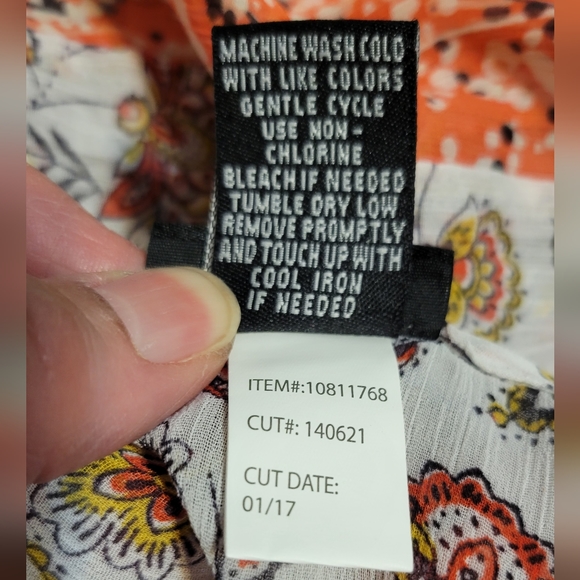 MACHINE WASH COLD
WITH LIKE COLORS
GENTLE CYCLE
USE NON-
CHLORINE
BLEACH IF NEEDED
TUMBLE DRY LOW
REMOVE PROMPTLY
AND TOUCH UP WITH
COOL IRON
IF NEEDED
ITEM#:10811768
CUT#: 140621
CUT DATE:
01/17